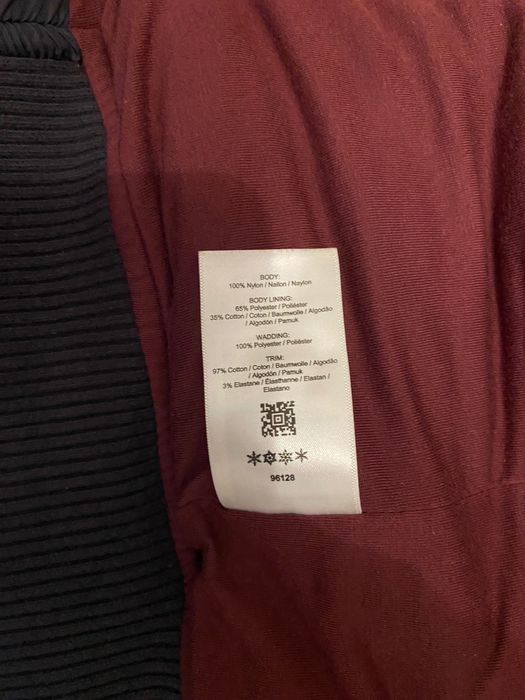 BODY:
100% Nylon / Nailon / Naylon
BODY LINING:
65% Polyester / Poliéster
35% Cotton / Coton / Baumwolle / Algodão
/ Algodón / Pamuk
WADDING:
100% Polyester / Poliéster
TRIM:
97% Cotton / Coton / Baumwolle / Algodão
/ Algodón / Pamuk
3% Elastane / Élasthanne / Elastan /
Elastano
96128